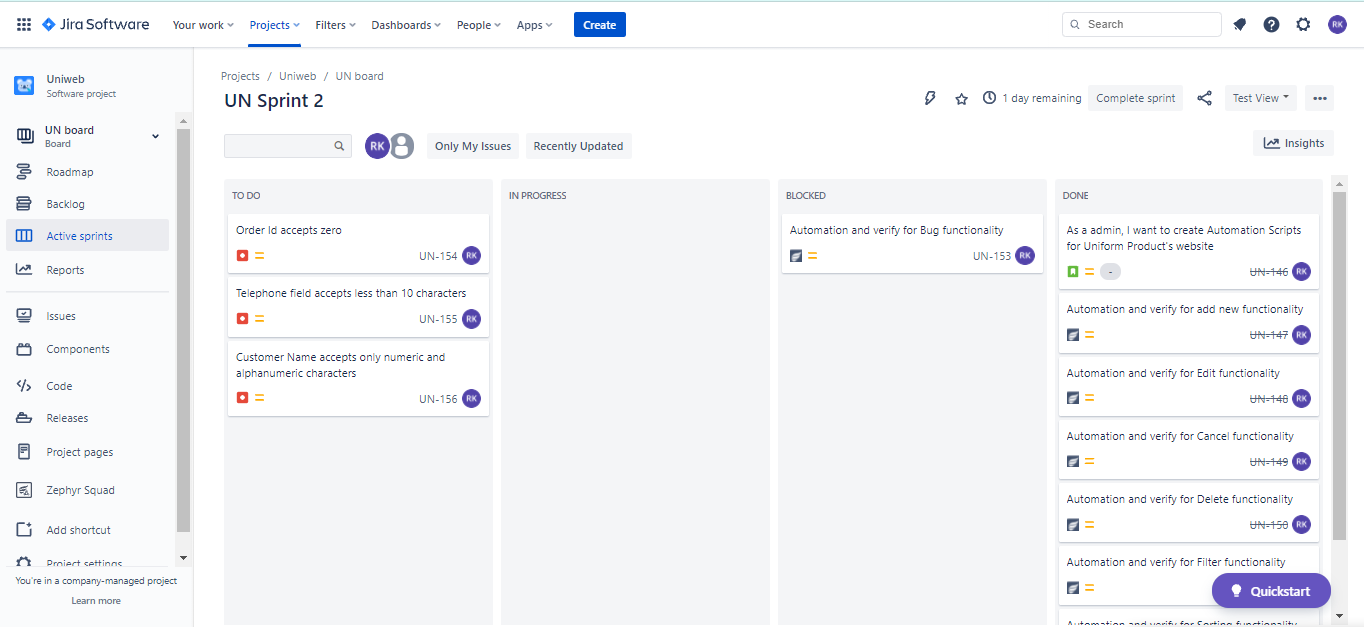 Jira Software
Your work
Projects
Filters
Dashboards
People
Apps
Create
Search
RK
Uniweb
Software project
UN board
Board
Roadmap
Backlog
Active sprints
Reports
Issues
Components
Code
Releases
Project pages
Zephyr Squad
Add shortcut
Project settings
You're in a company-managed project
Learn more
Projects / Uniweb / UN board
UN Sprint 2
1 day remaining
Complete sprint
Test View
RK
Only My Issues
Recently Updated
Insights
TO DO
Order Id accepts zero
UN-154 RK
Telephone field accepts less than 10 characters
UN-155 RK
Customer Name accepts only numeric and
alphanumeric characters
UN-156 RK
IN PROGRESS
BLOCKED
Automation and verify for Bug functionality
UN-153 RK
DONE
As a admin, I want to create Automation Scripts
for Uniform Product's website
- UN-146 RK
Automation and verify for add new functionality
UN-147 RK
Automation and verify for Edit functionality
UN-148 RK
Automation and verify for Cancel functionality
UN-149 RK
Automation and verify for Delete functionality
UN-150 RK
Automation and verify for Filter functionality
Automation and verify for Sorting functionality
Quickstart